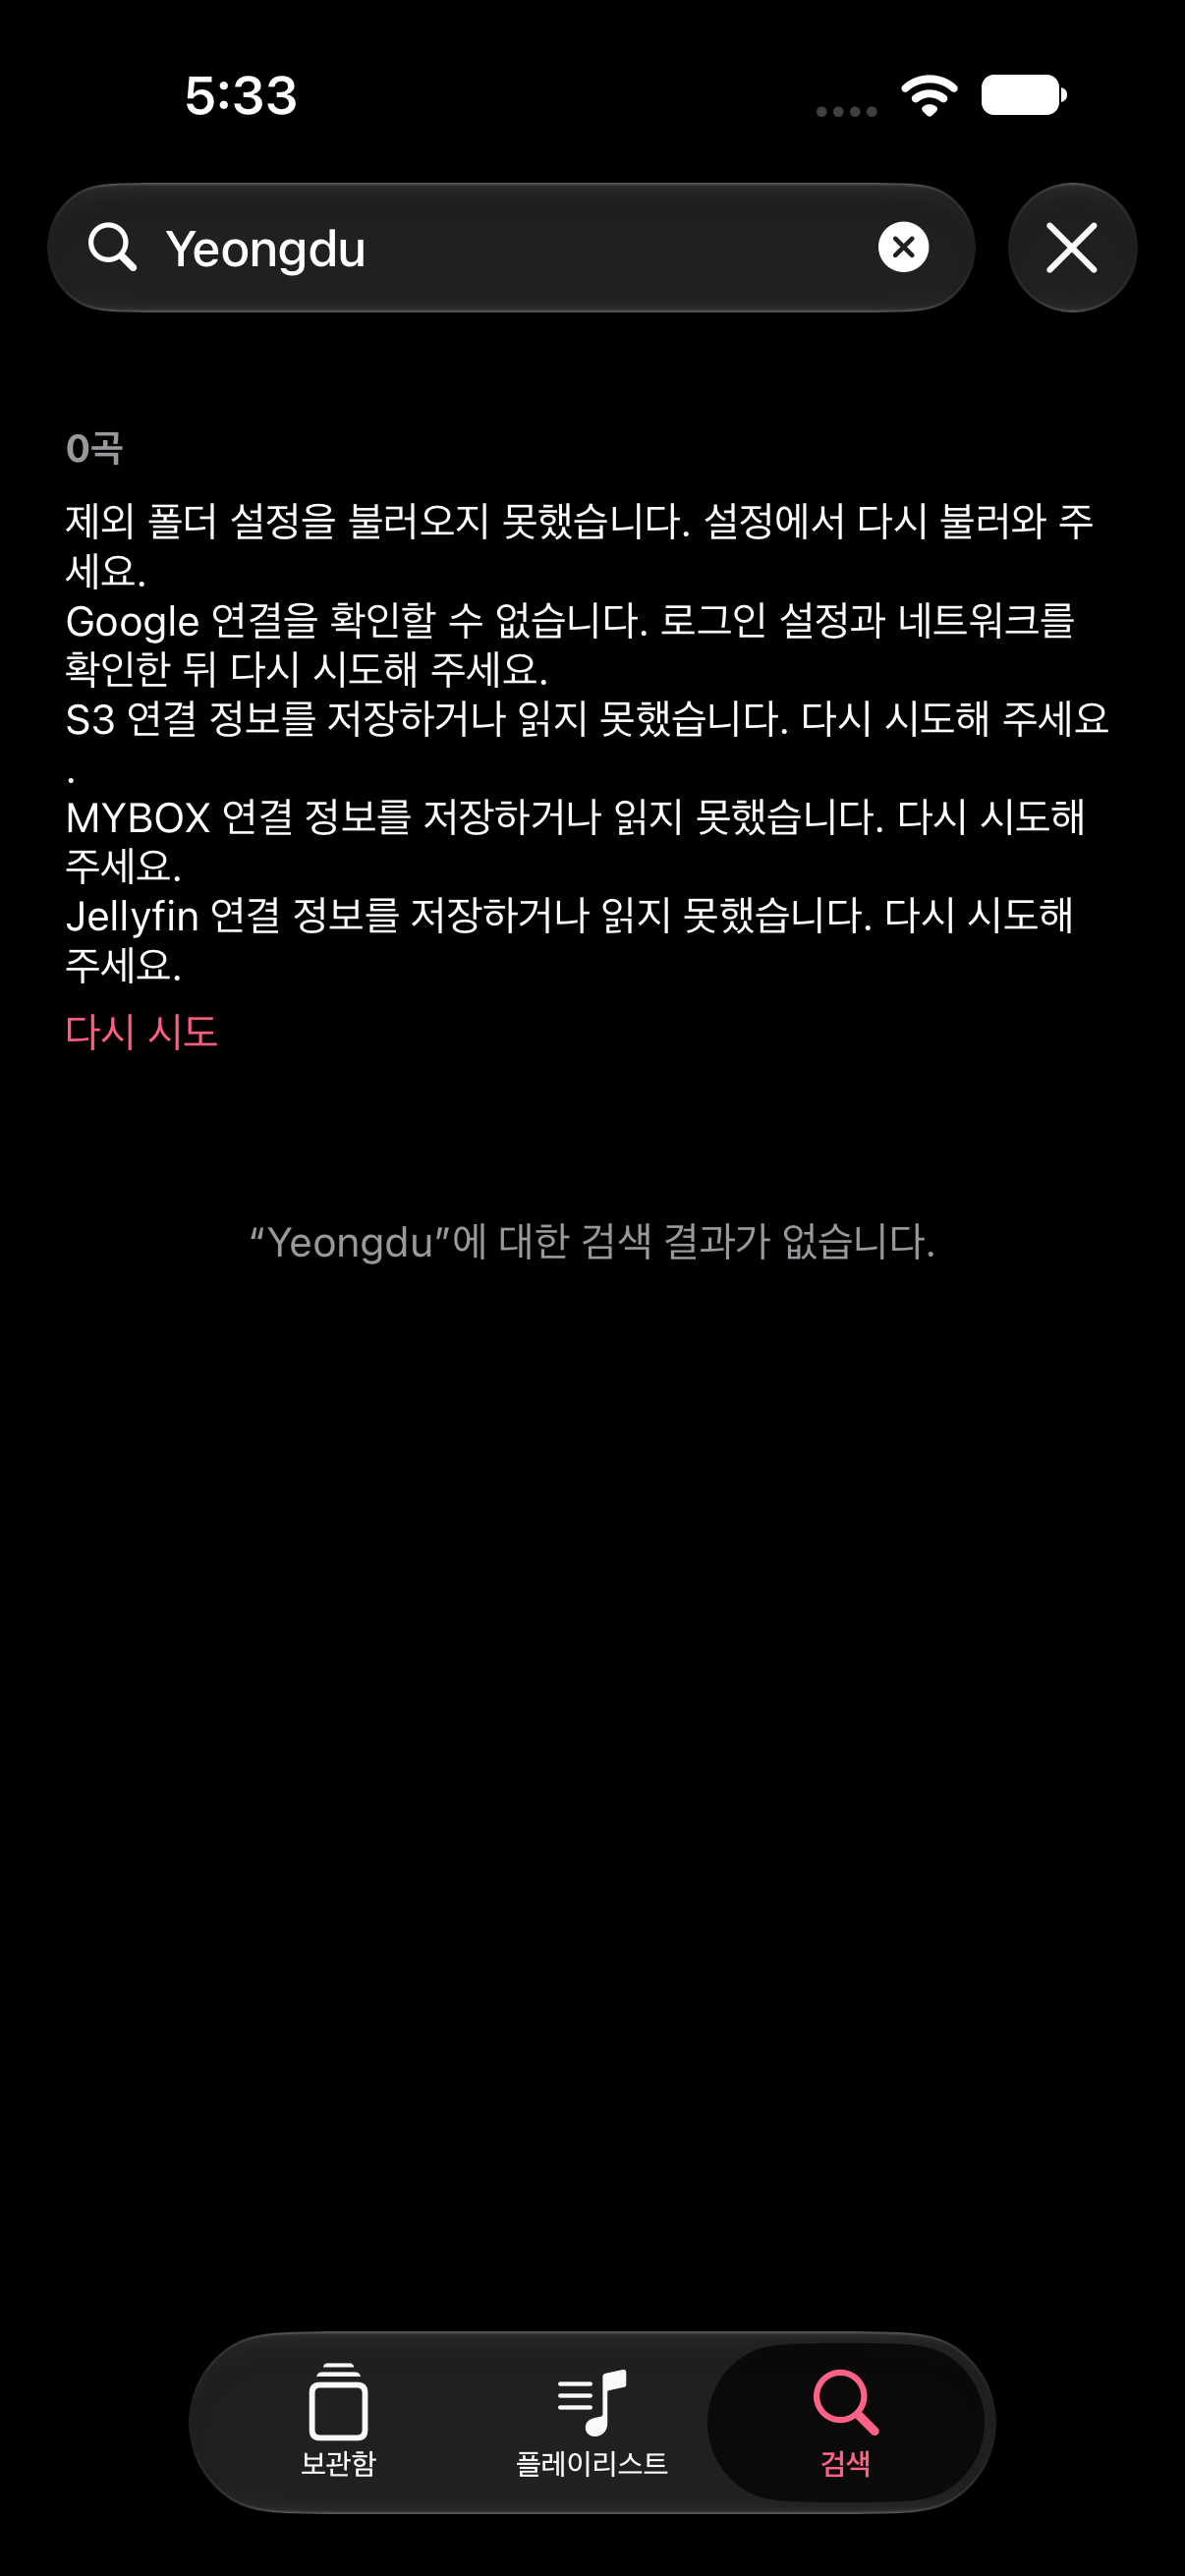 5:33
Yeongdu
0곡
제외 폴더 설정을 불러오지 못했습니다. 설정에서 다시 불러와 주
세요.
Google 연결을 확인할 수 없습니다. 로그인 설정과 네트워크를
확인한 뒤 다시 시도해 주세요.
S3 연결 정보를 저장하거나 읽지 못했습니다. 다시 시도해 주세요
.
MYBOX 연결 정보를 저장하거나 읽지 못했습니다. 다시 시도해
주세요.
Jellyfin 연결 정보를 저장하거나 읽지 못했습니다. 다시 시도해
주세요.
다시 시도
“Yeongdu”에 대한 검색 결과가 없습니다.
보관함
플레이리스트
검색